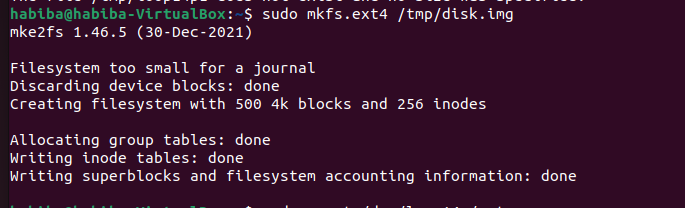 habiba@habiba-VirtualBox:~$ sudo mkfs.ext4 /tmp/disk.img
mke2fs 1.46.5 (30-Dec-2021)
Filesystem too small for a journal
Discarding device blocks: done
Creating filesystem with 500 4k blocks and 256 inodes
Allocating group tables: done
Writing inode tables: done
Writing superblocks and filesystem accounting information: done